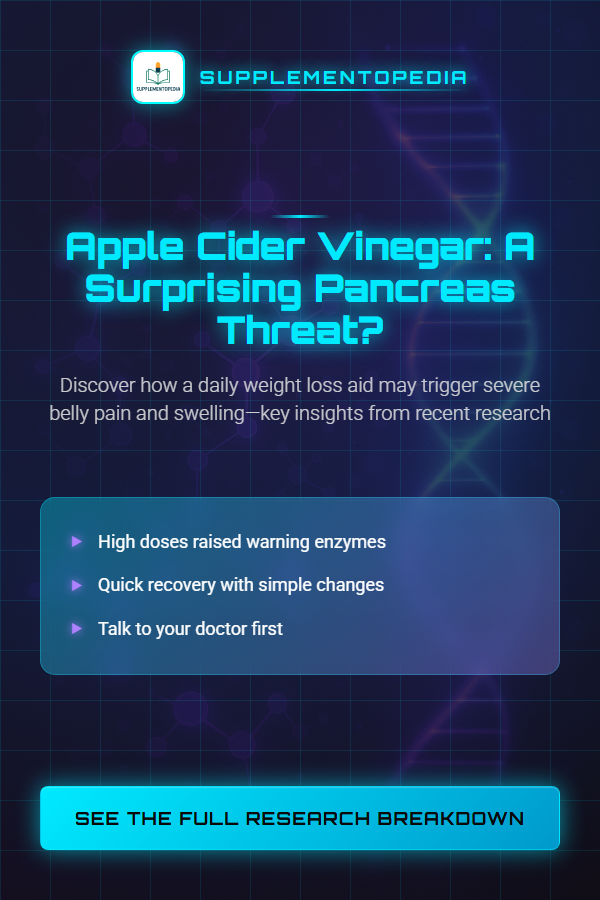 SUPPLEMENTOPEDIA
SUPPLEMENTOPEDIA
Apple Cider Vinegar: A
Surprising Pancreas
Threat?
Discover how a daily weight loss aid may trigger severe
belly pain and swelling—key insights from recent research
▶ High doses raised warning enzymes
▶ Quick recovery with simple changes
▶ Talk to your doctor first
SEE THE FULL RESEARCH BREAKDOWN